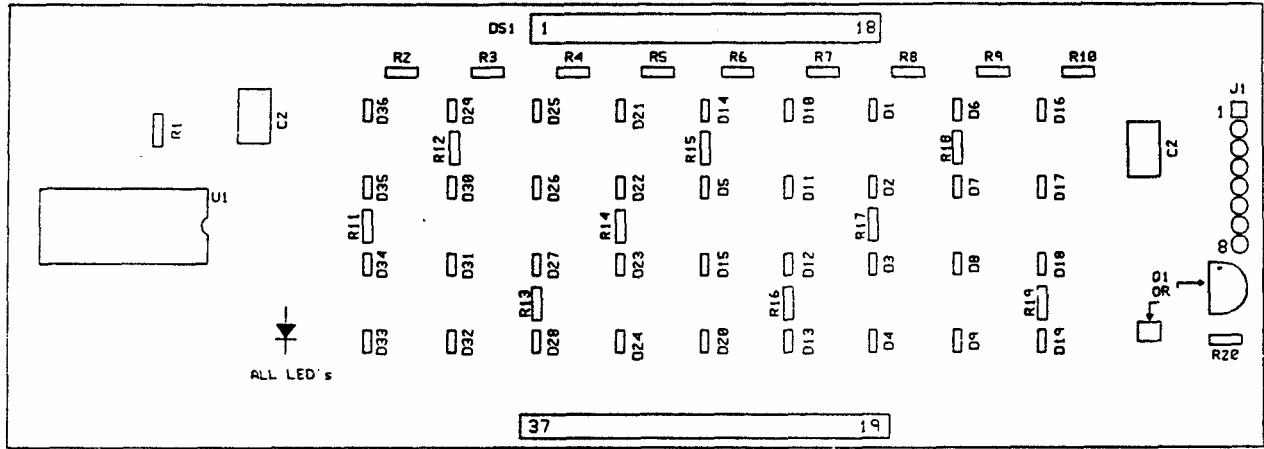 DS1 1 18
R2 R3 R4 R5 R6 R7 R8 R9 R10
J1
D36 D29 D25 D21 D14 D10 D1 D6 D16
1
R1 C2 R12 R15 R18 C2
D35 D30 D26 D22 D5 D11 D2 D7 D17
U1
R11 R14 R17
8
D34 D31 D27 D23 D15 D12 D3 D8 D18
Q1
OR
R13 R16 R19
D33 D32 D28 D24 D20 D13 D4 D9 D19
R20
ALL LED's
37 19